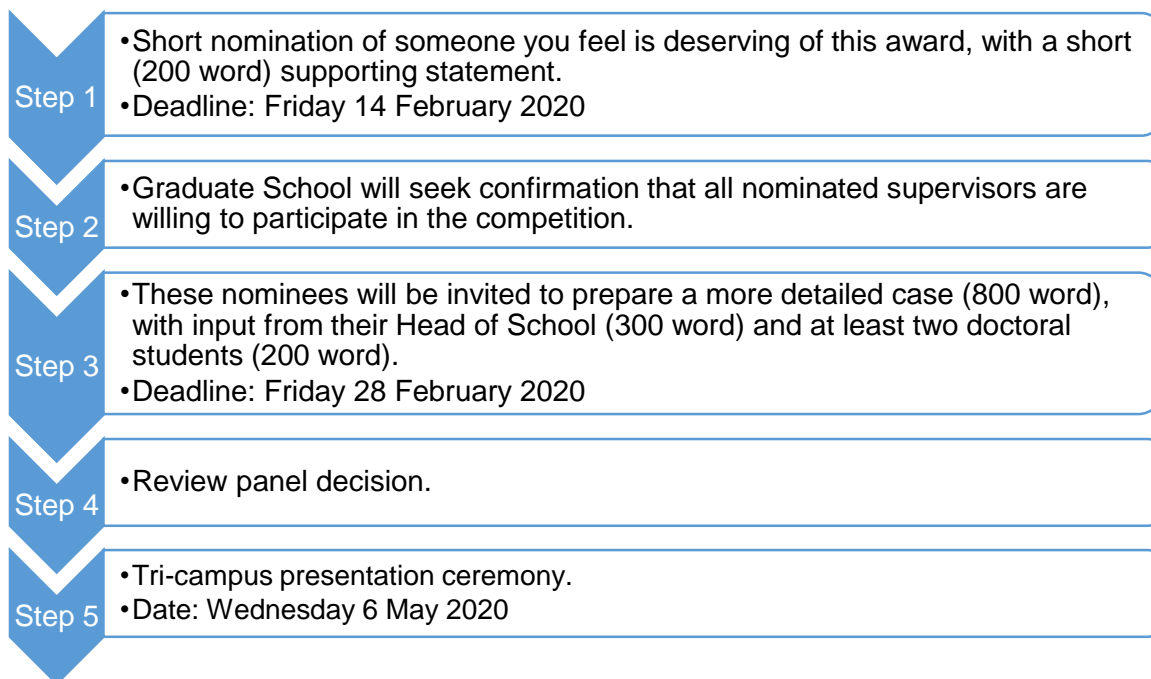 Step 1
•Short nomination of someone you feel is deserving of this award, with a short
(200 word) supporting statement.
•Deadline: Friday 14 February 2020
Step 2
•Graduate School will seek confirmation that all nominated supervisors are
willing to participate in the competition.
Step 3
•These nominees will be invited to prepare a more detailed case (800 word),
with input from their Head of School (300 word) and at least two doctoral
students (200 word).
•Deadline: Friday 28 February 2020
Step 4
•Review panel decision.
Step 5
•Tri-campus presentation ceremony.
•Date: Wednesday 6 May 2020